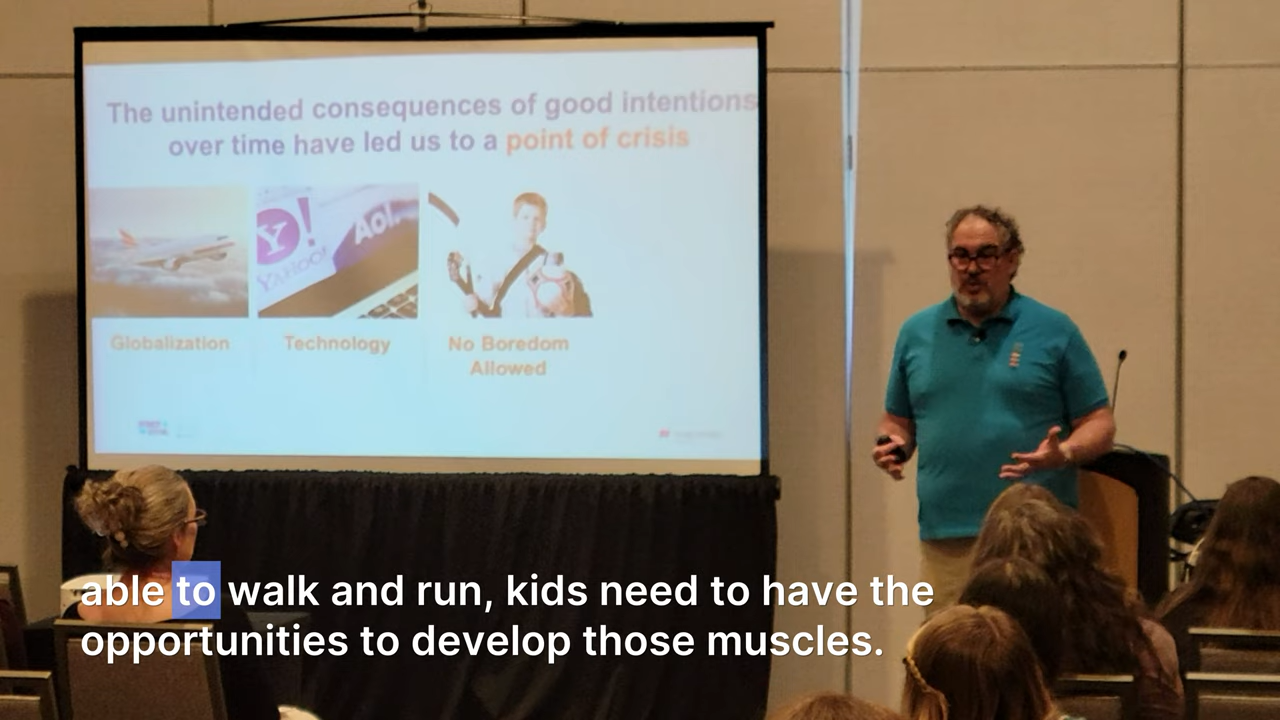 The unintended consequences of good intentions
over time have led us to a point of crisis
Y!
YAHOO!
Aol.
Globalization
Technology
No Boredom
Allowed
able to walk and run, kids need to have the
opportunities to develop those muscles.